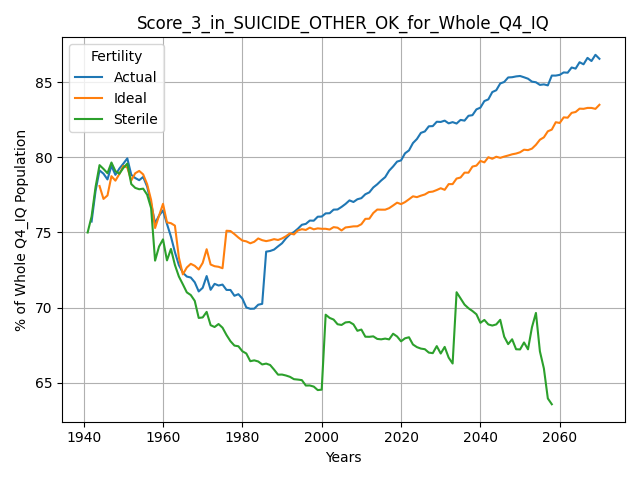 Score_3_in_SUICIDE_OTHER_OK_for_Whole_Q4_IQ
Fertility
Actual
Ideal
Sterile
% of Whole Q4_IQ Population
85
80
75
70
65
1940 1960 1980 2000 2020 2040 2060
Years